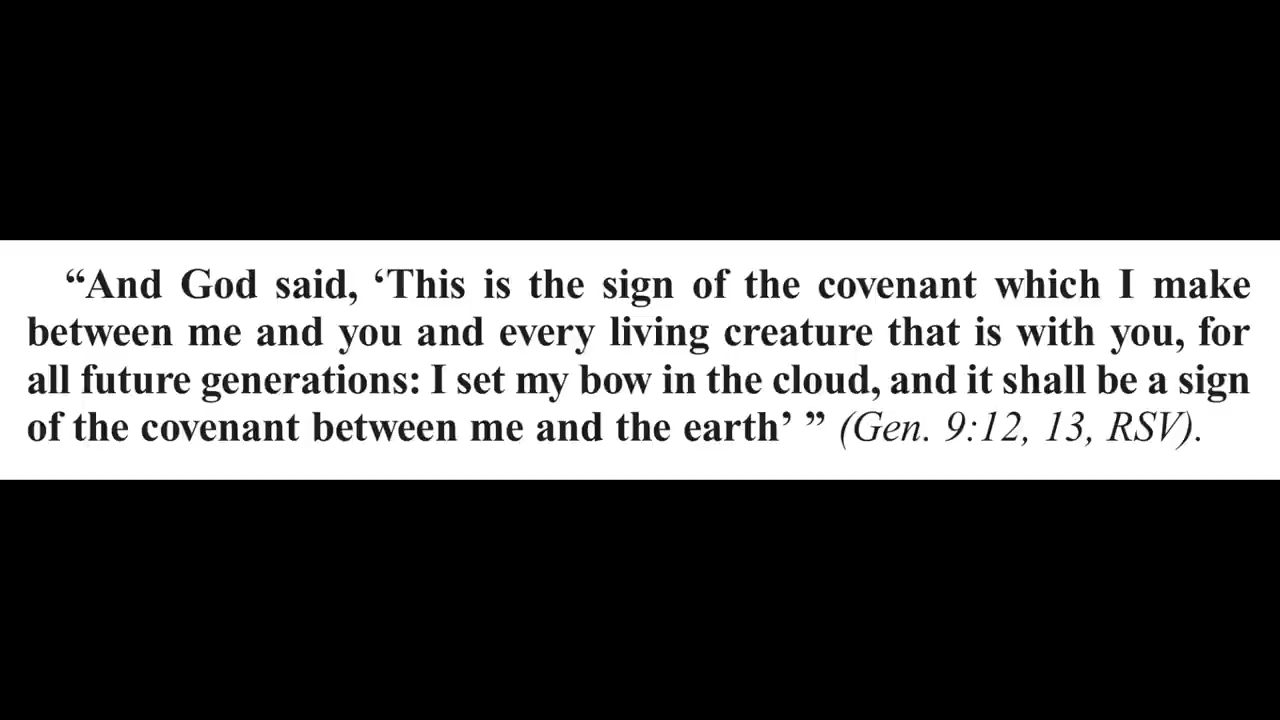 “And God said, ‘This is the sign of the covenant which I make
between me and you and every living creature that is with you, for
all future generations: I set my bow in the cloud, and it shall be a sign
of the covenant between me and the earth’ ” (Gen. 9:12, 13, RSV).